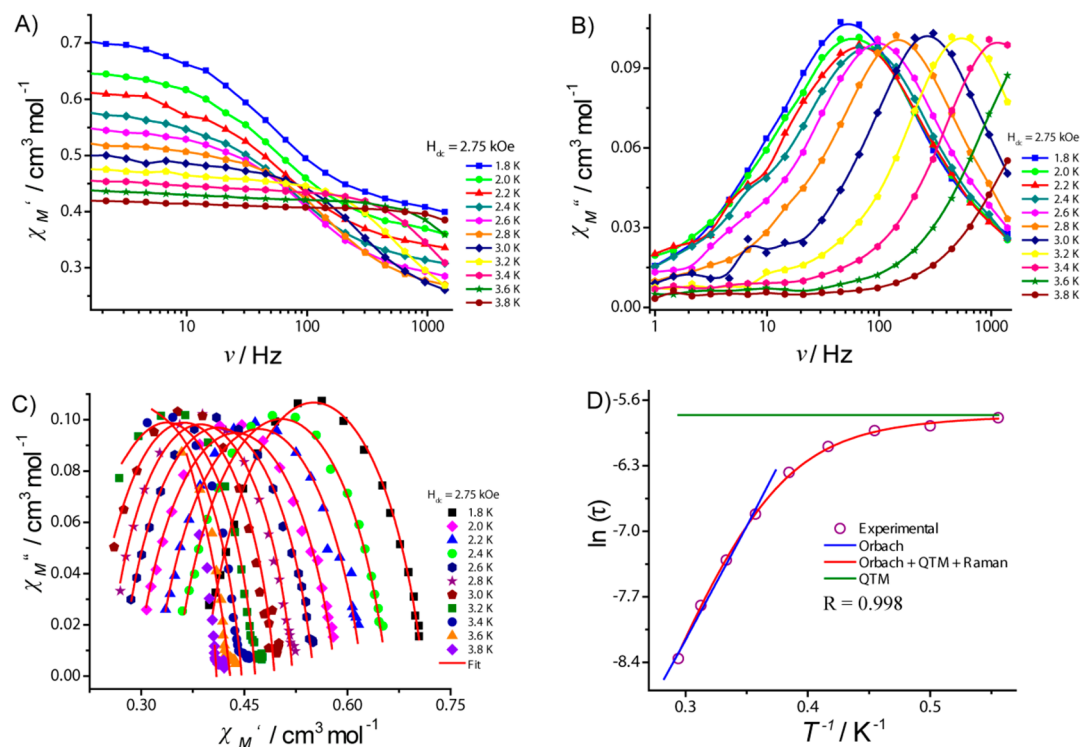 A)
χ_M' / cm³ mol⁻¹
0.7
0.6
0.5
0.4
0.3
10
100
1000
ν / Hz
H_dc = 2.75 kOe
1.8 K
2.0 K
2.2 K
2.4 K
2.6 K
2.8 K
3.0 K
3.2 K
3.4 K
3.6 K
3.8 K
B)
χ_M" / cm³ mol⁻¹
0.09
0.06
0.03
0.00
1
10
100
1000
ν / Hz
H_dc = 2.75 kOe
1.8 K
2.0 K
2.2 K
2.4 K
2.6 K
2.8 K
3.0 K
3.2 K
3.4 K
3.6 K
3.8 K
C)
χ_M" / cm³ mol⁻¹
0.10
0.08
0.06
0.04
0.02
0.00
0.30
0.45
0.60
0.75
χ_M' / cm³ mol⁻¹
H_dc = 2.75 kOe
1.8 K
2.0 K
2.2 K
2.4 K
2.6 K
2.8 K
3.0 K
3.2 K
3.4 K
3.6 K
3.8 K
Fit
D)
ln (τ)
-5.6
-6.3
-7.0
-7.7
-8.4
0.3
0.4
0.5
T⁻¹ / K⁻¹
Experimental
Orbach
Orbach + QTM + Raman
QTM
R = 0.998